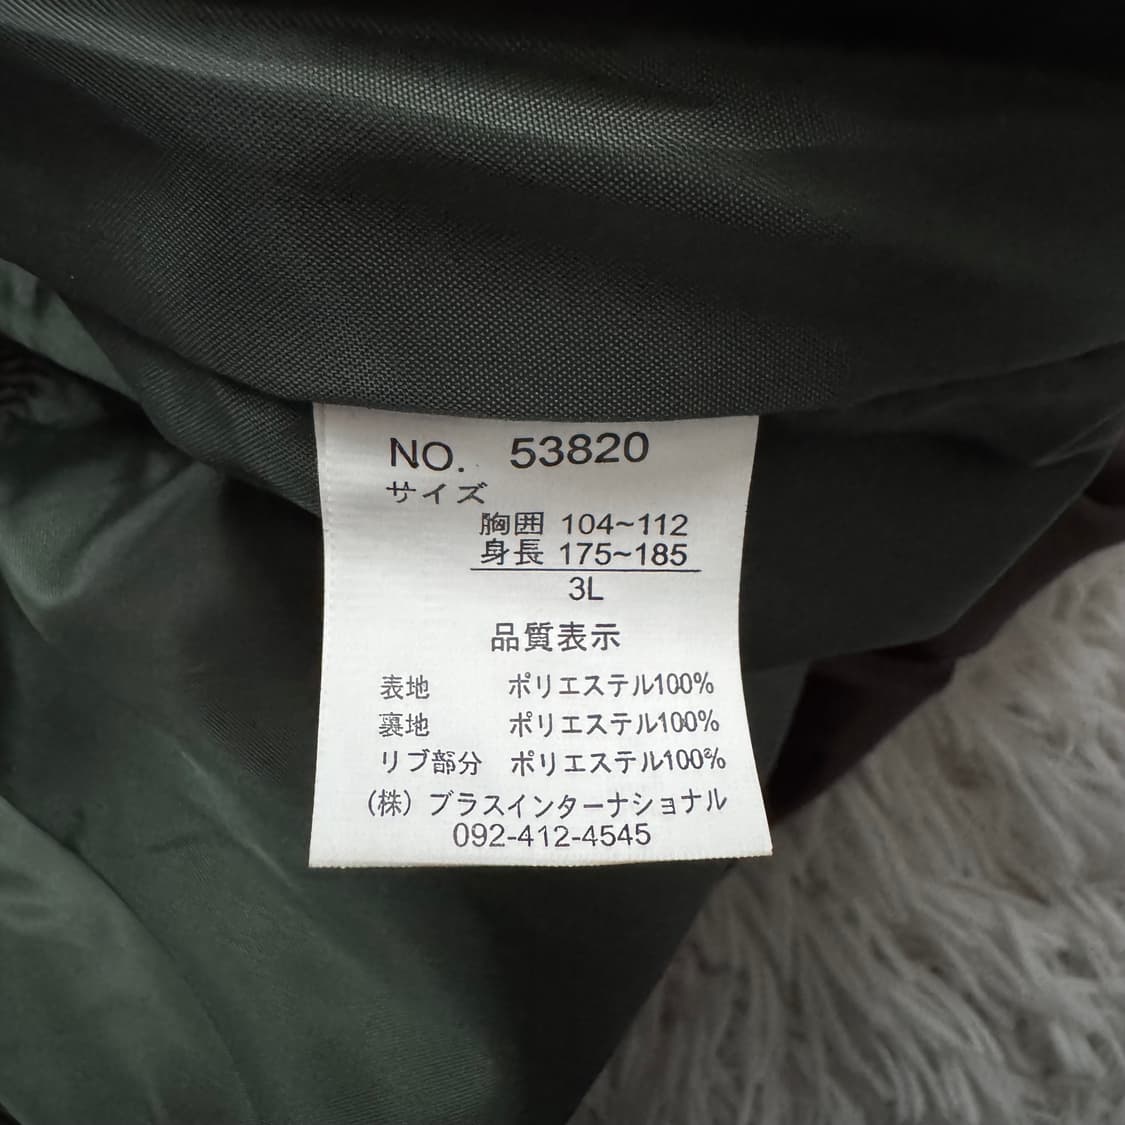 NO. 53820
サイズ
胸囲 104~112
身長 175~185
3L
品質表示
表地 ポリエステル100%
裏地 ポリエステル100%
リブ部分 ポリエステル100%
(株) ブラスインターナショナル
092-412-4545